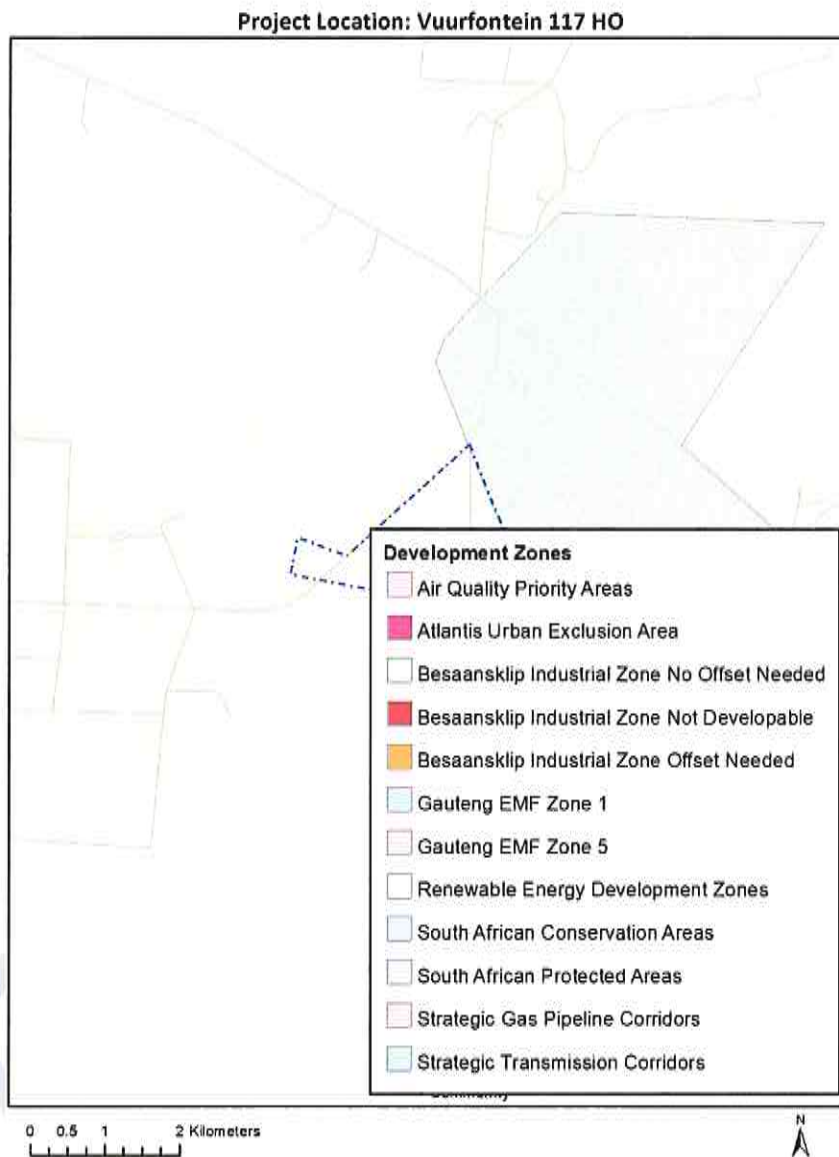 Project Location: Vuurfontein 117 HO
Development Zones
Air Quality Priority Areas
Atlantis Urban Exclusion Area
Besaansklip Industrial Zone No Offset Needed
Besaansklip Industrial Zone Not Developable
Besaansklip Industrial Zone Offset Needed
Gauteng EMF Zone 1
Gauteng EMF Zone 5
Renewable Energy Development Zones
South African Conservation Areas
South African Protected Areas
Strategic Gas Pipeline Corridors
Strategic Transmission Corridors
0 0.5 1 2 Kilometers
N